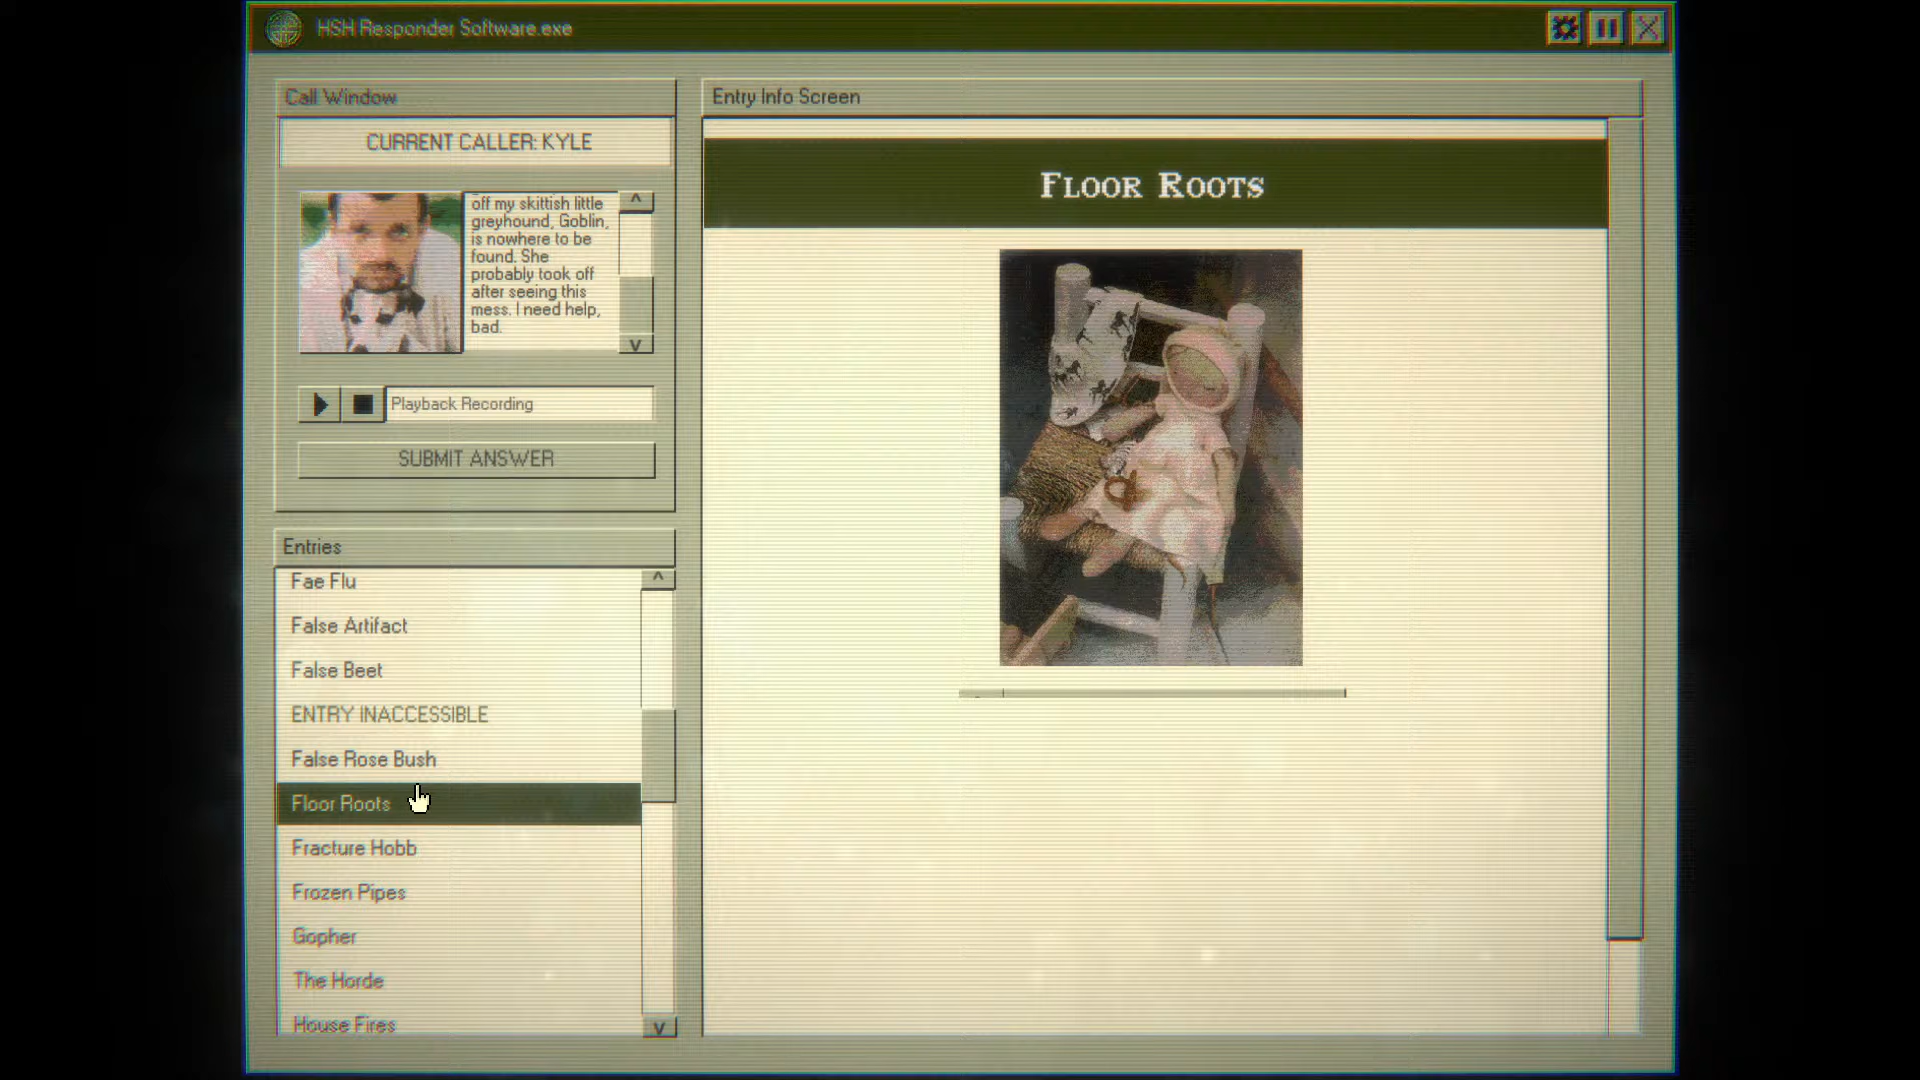 HSH Responder Software.exe
Call Window
CURRENT CALLER: KYLE
off my skittish little
greyhound, Goblin,
is nowhere to be
found. She
probably took off
after seeing this
mess. I need help,
bad.
Playback Recording
SUBMIT ANSWER
Entries
Fae Flu
False Artifact
False Beet
ENTRY INACCESSIBLE
False Rose Bush
Floor Roots
Fracture Hobb
Frozen Pipes
Gopher
The Horde
House Fires
Entry Info Screen
FLOOR ROOTS